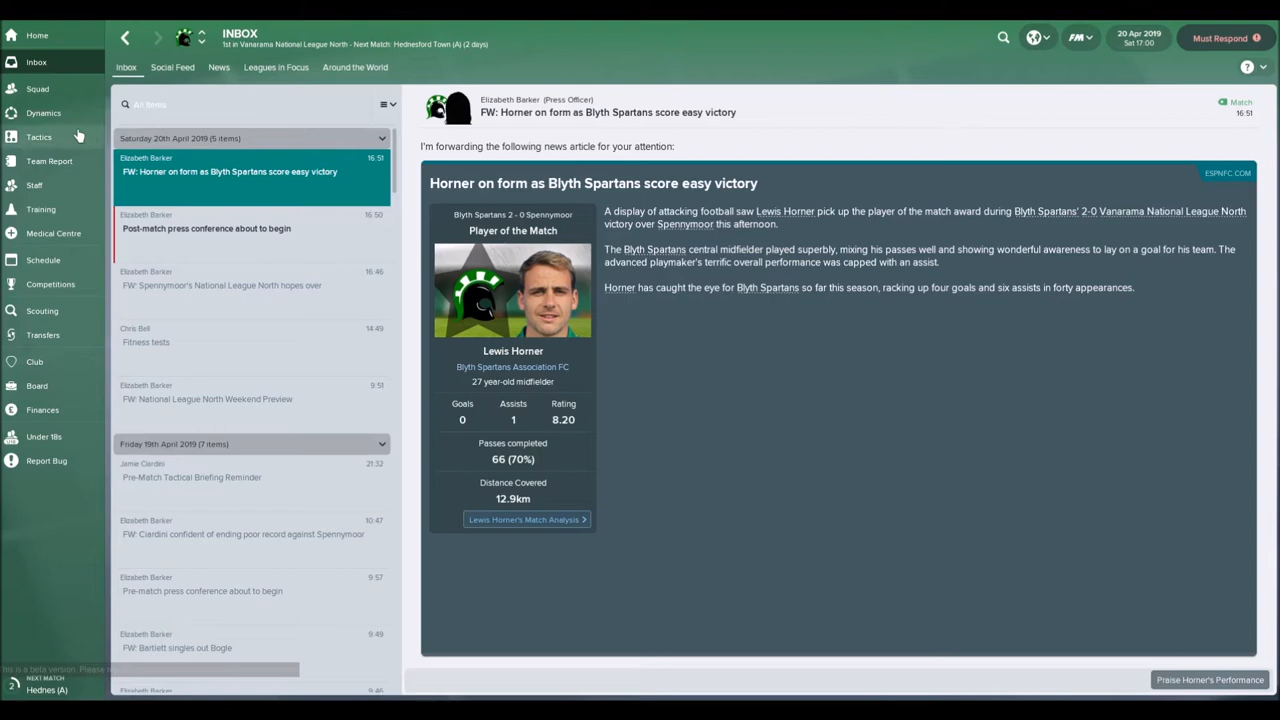 Home
Inbox
Squad
Dynamics
Tactics
Team Report
Staff
Training
Medical Centre
Schedule
Competitions
Scouting
Transfers
Club
Board
Finances
Under 18s
Report Bug
This is a beta version. Please re
2
NEXT MATCH
Hednes (A)
INBOX
1st in Vanarama National League North - Next Match: Hednesford Town (A) (2 days)
FM
20 Apr 2019
Sat 17:00
Must Respond
Inbox
Social Feed
News
Leagues in Focus
Around the World
?
All Items
Saturday 20th April 2019 (5 items)
Elizabeth Barker 16:51
FW: Horner on form as Blyth Spartans score easy victory
Elizabeth Barker 16:50
Post-match press conference about to begin
Elizabeth Barker 16:46
FW: Spennymoor's National League North hopes over
Chris Bell 14:49
Fitness tests
Elizabeth Barker 9:51
FW: National League North Weekend Preview
Friday 19th April 2019 (7 items)
Jamie Ciardini 21:32
Pre-Match Tactical Briefing Reminder
Elizabeth Barker 10:47
FW: Ciardini confident of ending poor record against Spennymoor
Elizabeth Barker 9:57
Pre-match press conference about to begin
Elizabeth Barker 9:49
FW: Bartlett singles out Bogle
Elizabeth Barker 9:46
Elizabeth Barker (Press Officer)
FW: Horner on form as Blyth Spartans score easy victory
Match
16:51
I'm forwarding the following news article for your attention:
ESPNFC.COM
Horner on form as Blyth Spartans score easy victory
Blyth Spartans 2 - 0 Spennymoor
Player of the Match
Lewis Horner
Blyth Spartans Association FC
27 year-old midfielder
Goals Assists Rating
0 1 8.20
Passes completed
66 (70%)
Distance Covered
12.9km
Lewis Horner's Match Analysis
A display of attacking football saw Lewis Horner pick up the player of the match award during Blyth Spartans' 2-0 Vanarama National League North
victory over Spennymoor this afternoon.
The Blyth Spartans central midfielder played superbly, mixing his passes well and showing wonderful awareness to lay on a goal for his team. The
advanced playmaker's terrific overall performance was capped with an assist.
Horner has caught the eye for Blyth Spartans so far this season, racking up four goals and six assists in forty appearances.
Praise Horner's Performance